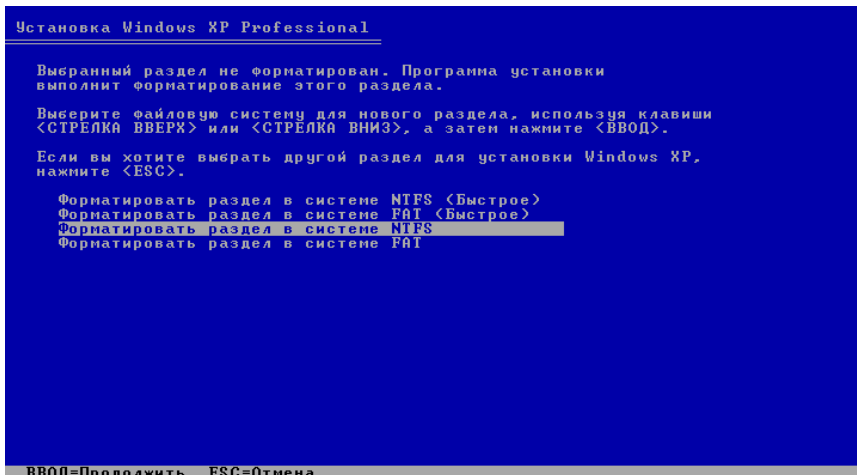 Установка Windows XP Professional
Выбранный раздел не форматирован. Программа установки
выполнит форматирование этого раздела.
Выберите файловую систему для нового раздела, используя клавиши
<СТРЕЛКА ВВЕРХ> или <СТРЕЛКА ВНИЗ>, а затем нажмите <ВВОД>.
Если вы хотите выбрать другой раздел для установки Windows XP,
нажмите <ESC>.
Форматировать раздел в системе NTFS (Быстрое)
Форматировать раздел в системе FAT (Быстрое)
Форматировать раздел в системе NTFS
Форматировать раздел в системе FAT
ВВОД=Продолжить ESC=Отмена